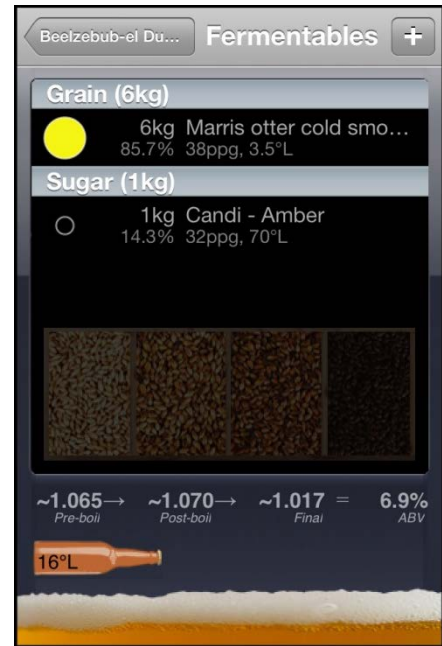 Beelzebub-el Du...
Fermentables
+
Grain (6kg)
6kg Marris otter cold smo...
85.7% 38ppg, 3.5°L
Sugar (1kg)
1kg Candi - Amber
14.3% 32ppg, 70°L
~1.065→ ~1.070→ ~1.017 = 6.9%
Pre-boil Post-boil Final ABV
16°L